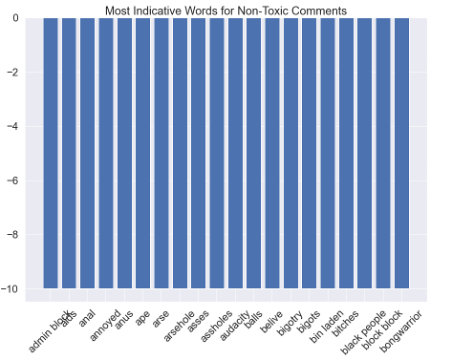 Most Indicative Words for Non-Toxic Comments
0
−2
−4
−6
−8
−10
admin block
aids
anal
annoyed
anus
ape
arse
arsehole
asses
assholes
audacity
balls
belive
bigotry
bigots
bin laden
bitches
black people
block block
bongwarrior